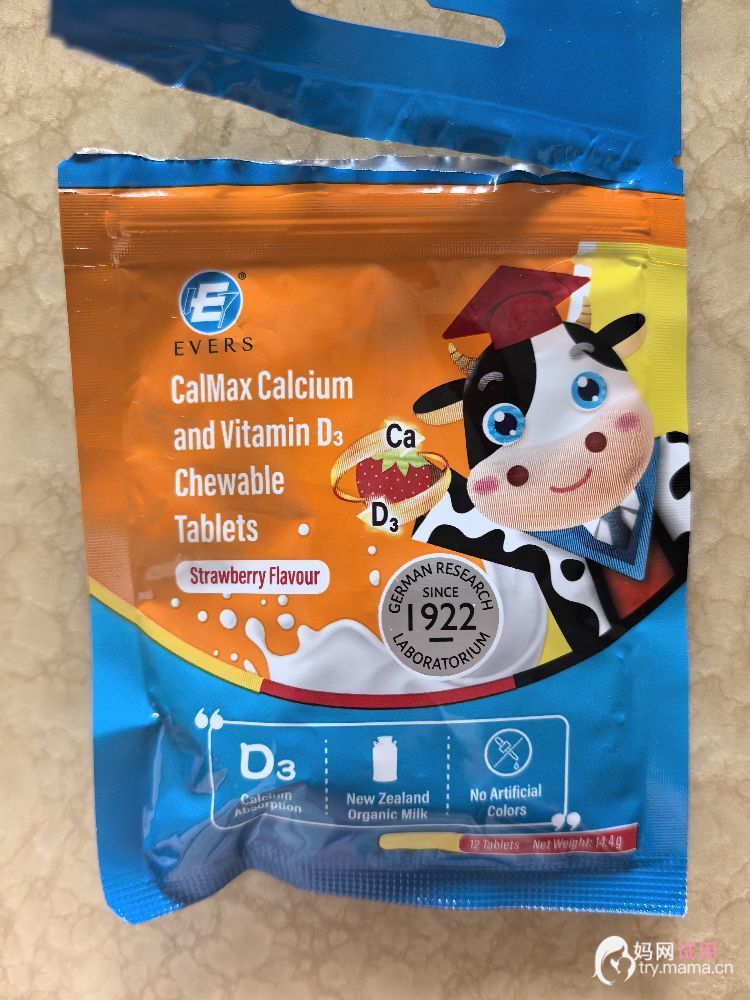 E
®
EVERS
CalMax Calcium
and Vitamin D₃
Chewable
Tablets
Strawberry Flavour
Ca
D₃
GERMAN RESEARCH
SINCE
1922
LABORATORIUM
D₃
Calcium
Absorption
New Zealand
Organic Milk
No Artificial
Colors
12 Tablets Net Weight: 14.4g
妈网试用
try.mama.cn